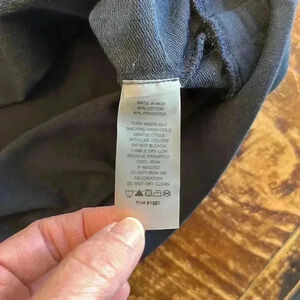 MADE IN INDIA
60% COTTON
40% POLYESTER
TURN INSIDE OUT
MACHINE WASH COLD
GENTLE CYCLE
WITH LIKE COLORS
DO NOT BLEACH
TUMBLE DRY LOW
REMOVE PROMPTLY
COOL IRON
IF NEEDED
DO NOT IRON ON
DECORATION
DO NOT DRY CLEAN